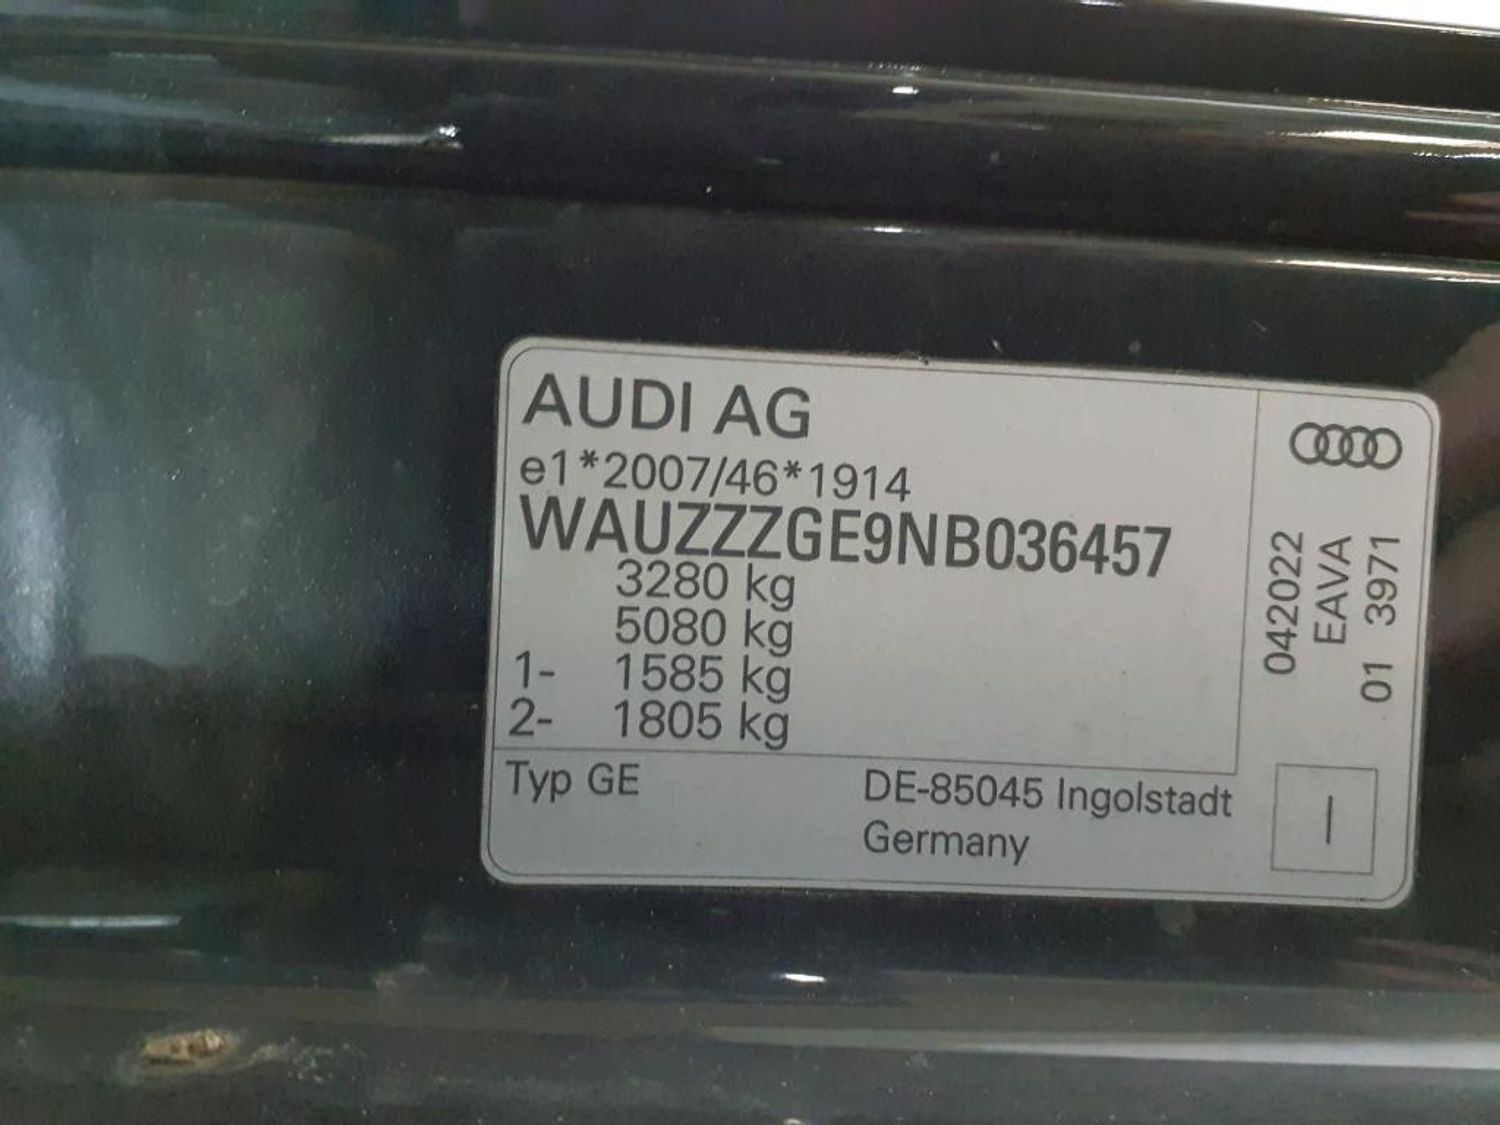 AUDI AG
e1*2007/46*1914
WAUZZZGE9NB036457
3280 kg
5080 kg
1- 1585 kg
2- 1805 kg
Typ GE
DE-85045 Ingolstadt
Germany
042022
EAVA
01 3971